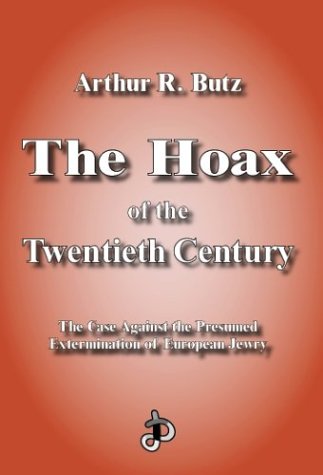 Arthur R. Butz
The Hoax
of the
Twentieth Century
The Case Against the Presumed
Extermination of European Jewry